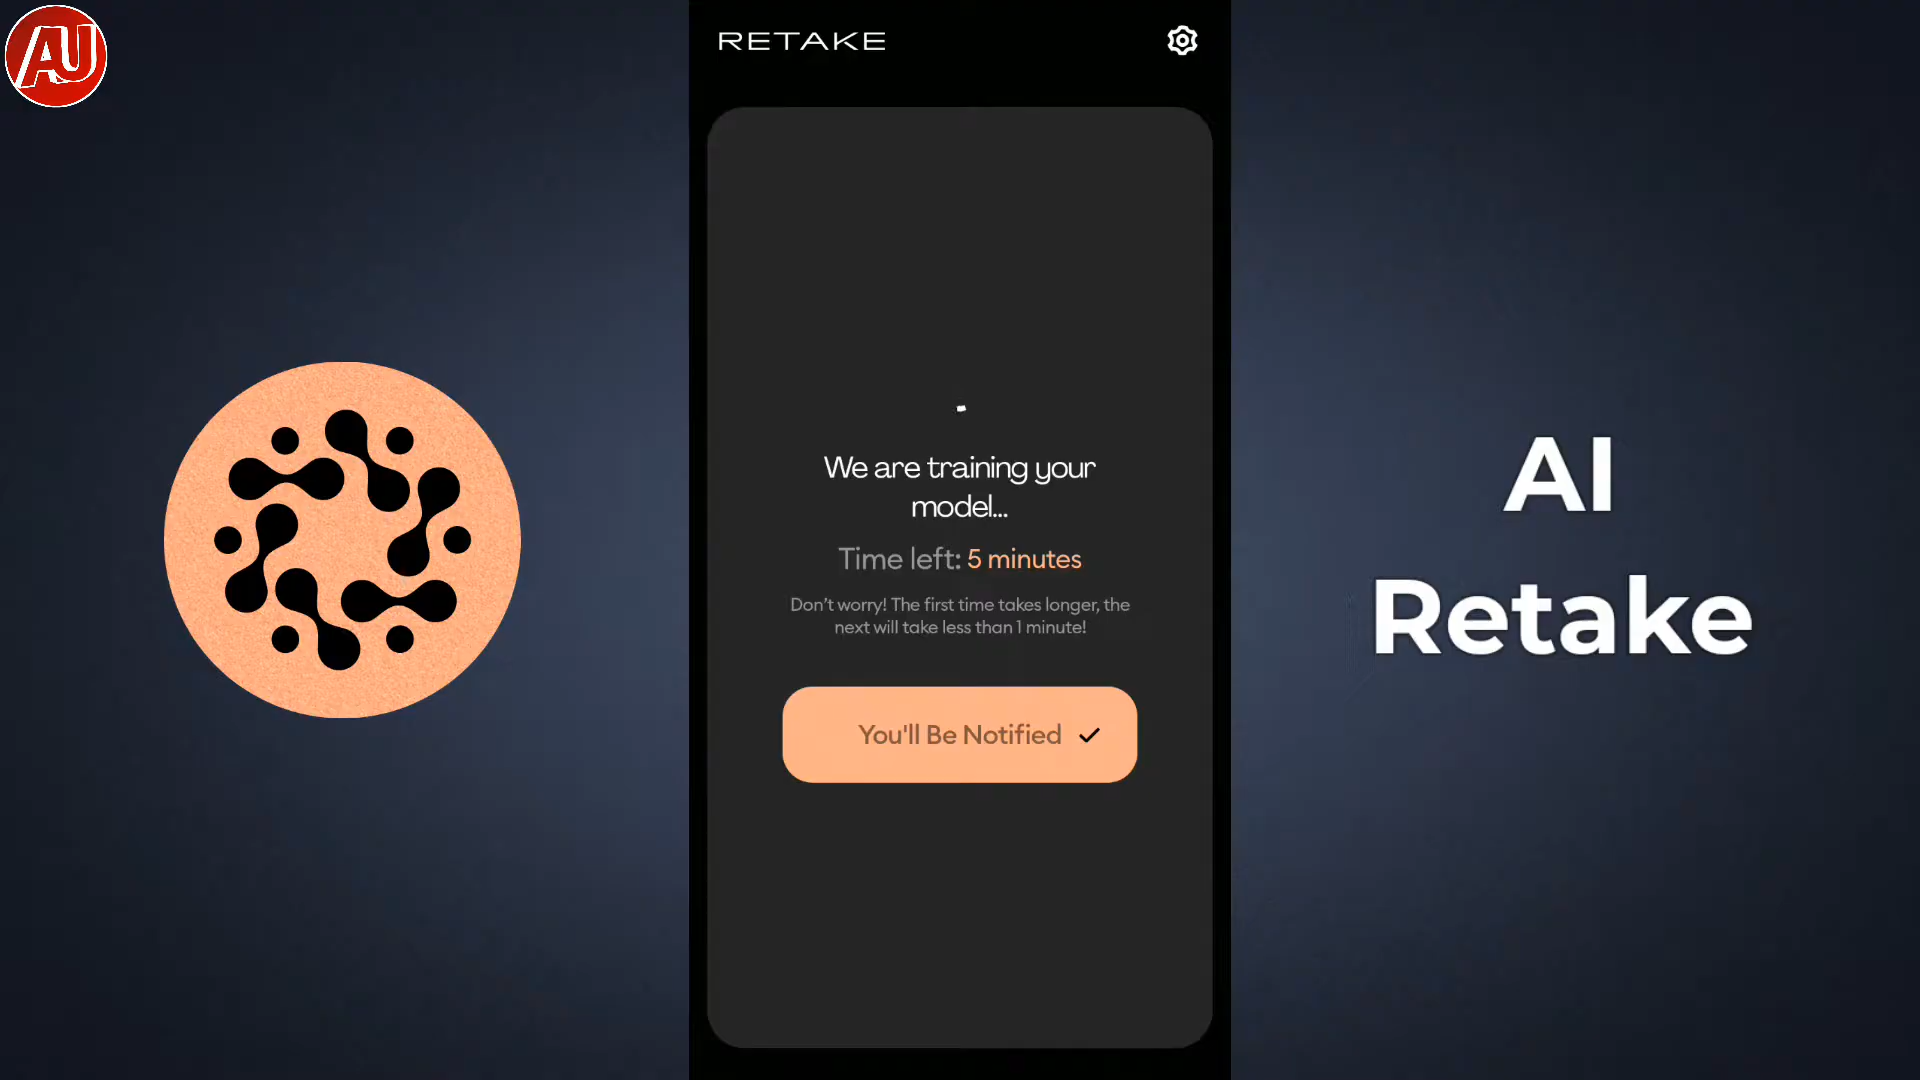 AU
RETAKE
We are training your
model...
Time left: 5 minutes
Don't worry! The first time takes longer, the
next will take less than 1 minute!
You'll Be Notified
AI
Retake